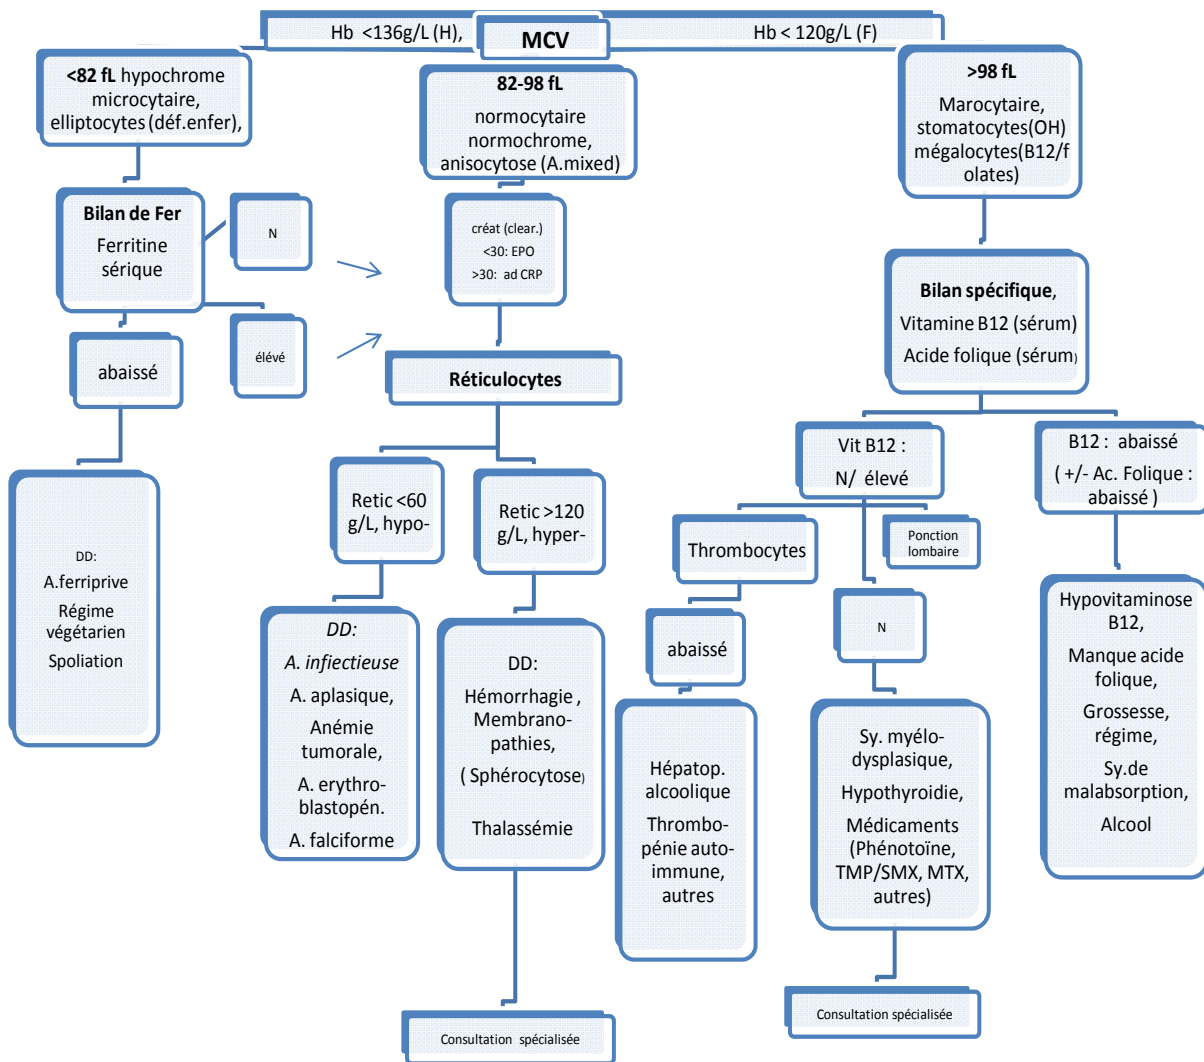 Hb <136g/L (H),
Hb < 120g/L (F)
MCV
<82 fL hypochrome
microcytaire,
elliptocytes (déf.enfer),
82-98 fL
normocytaire
normochrome,
anisocytose (A.mixed)
>98 fL
Marocytaire,
stomatocytes(OH)
mégalocytes(B12/f
olates)
Bilan de Fer
Ferritine
sérique
N
élévé
abaissé
créat (clear.)
<30: EPO
>30: ad CRP
Bilan spécifique,
Vitamine B12 (sérum)
Acide folique (sérum)
Réticulocytes
Retic <60
g/L, hypo-
Retic >120
g/L, hyper-
Vit B12 :
N/ élevé
B12 : abaissé
( +/- Ac. Folique :
abaissé )
Thrombocytes
Ponction
lombaire
abaissé
N
DD:
A.ferriprive
Régime
végétarien
Spoliation
DD:
A. infiectieuse
A. aplasique,
Anémie
tumorale,
A. erythro-
blastopén.
A. falciforme
DD:
Hémorrhagie ,
Membrano-
pathies,
( Sphérocytose)
Thalassémie
Hépatop.
alcoolique
Thrombo-
pénie auto-
immune,
autres
Sy. myélo-
dysplasique,
Hypothyroidie,
Médicaments
(Phénotoïne,
TMP/SMX, MTX,
autres)
Hypovitaminose
B12,
Manque acide
folique,
Grossesse,
régime,
Sy.de
malabsorption,
Alcool
Consultation spécialisée
Consultation spécialisée